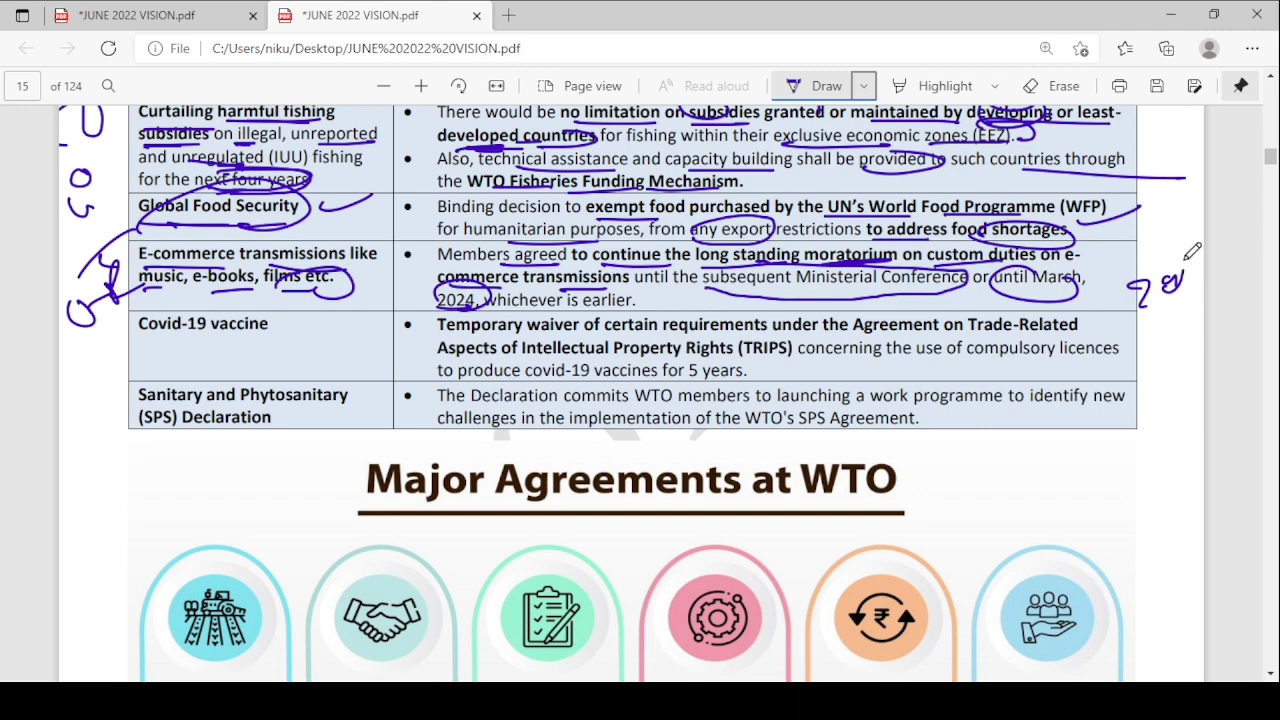 *JUNE 2022 VISION.pdf
*JUNE 2022 VISION.pdf
File
C:/Users/niku/Desktop/JUNE%202022%20VISION.pdf
15
of 124
Page view
Read aloud
Draw
Highlight
Erase
Curtailing harmful fishing
subsidies on illegal, unreported
and unregulated (IUU) fishing
for the next four years
• There would be no limitation on subsidies granted or maintained by developing or least-
developed countries for fishing within their exclusive economic zones (EEZ).
• Also, technical assistance and capacity building shall be provided to such countries through
the WTO Fisheries Funding Mechanism.
Global Food Security
• Binding decision to exempt food purchased by the UN's World Food Programme (WFP)
for humanitarian purposes, from any export restrictions to address food shortages
E-commerce transmissions like
music, e-books, films etc.
• Members agreed to continue the long standing moratorium on custom duties on e-
commerce transmissions until the subsequent Ministerial Conference or until March,
2024, whichever is earlier.
Covid-19 vaccine
• Temporary waiver of certain requirements under the Agreement on Trade-Related
Aspects of Intellectual Property Rights (TRIPS) concerning the use of compulsory licences
to produce covid-19 vaccines for 5 years.
Sanitary and Phytosanitary
(SPS) Declaration
• The Declaration commits WTO members to launching a work programme to identify new
challenges in the implementation of the WTO's SPS Agreement.
Major Agreements at WTO